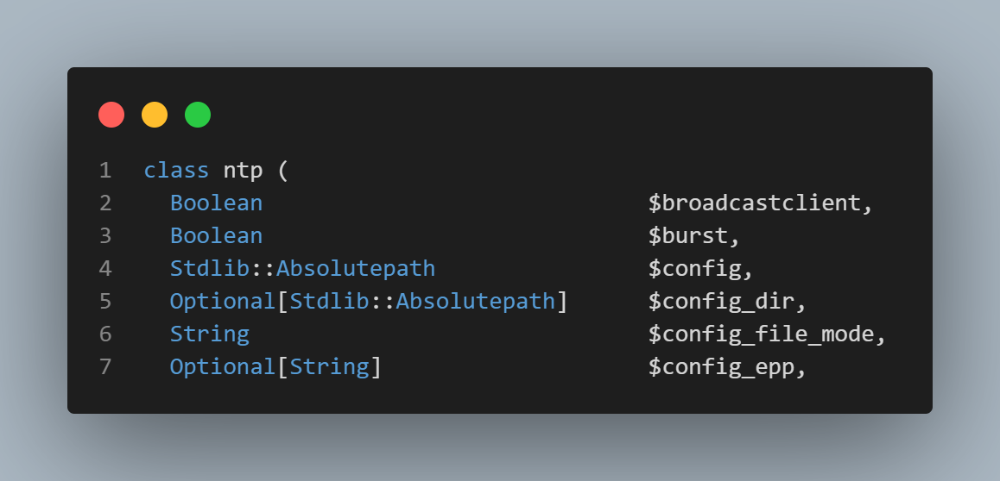 1 class ntp (
2   Boolean                             $broadcastclient,
3   Boolean                             $burst,
4   Stdlib::Absolutepath                $config,
5   Optional[Stdlib::Absolutepath]      $config_dir,
6   String                              $config_file_mode,
7   Optional[String]                    $config_epp,